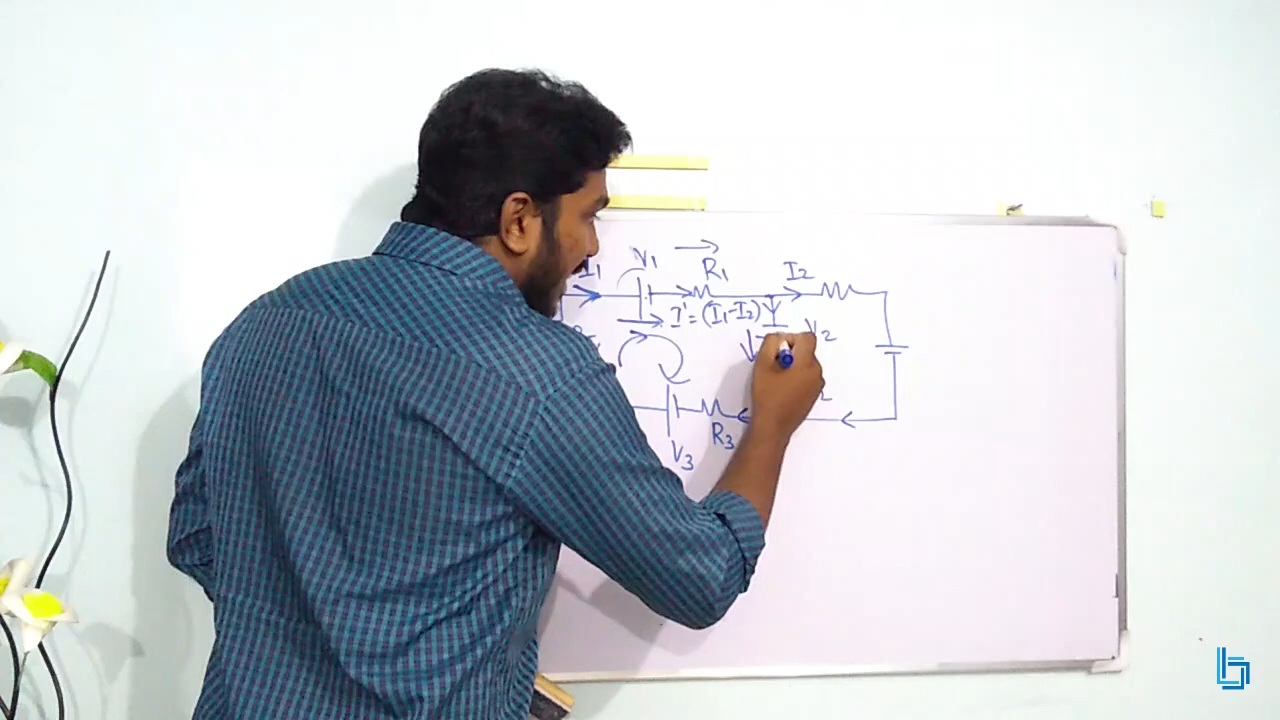 I1
V1
R1
I2
I' = (I1-I2)
V2
R3
V3